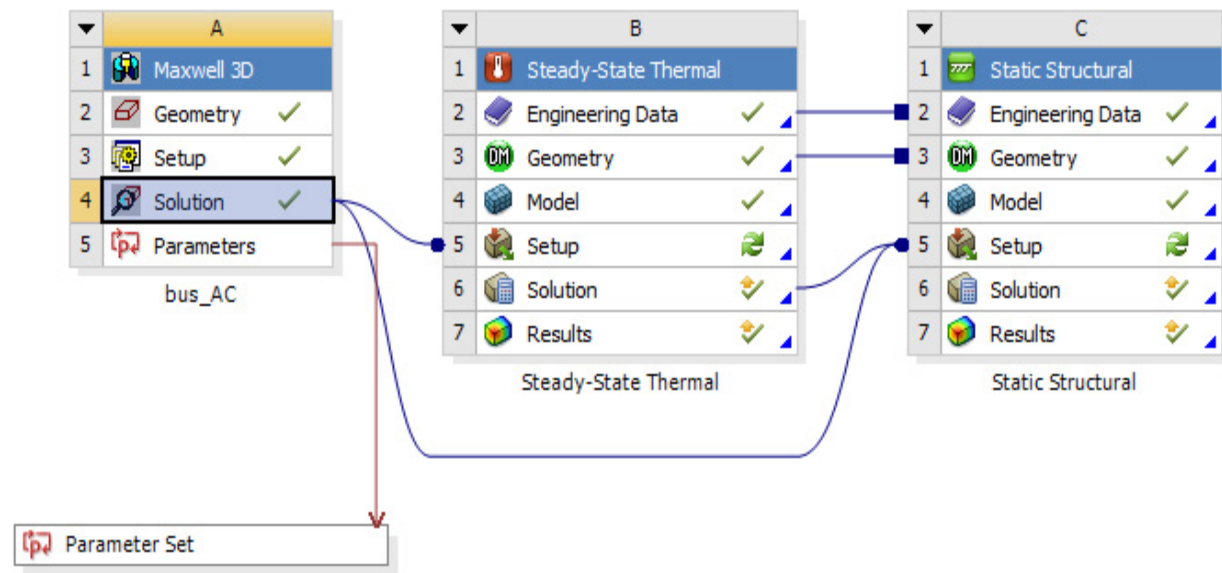 A
1 Maxwell 3D
2 Geometry
3 Setup
4 Solution
5 Parameters
bus_AC
B
1 Steady-State Thermal
2 Engineering Data
3 DM Geometry
4 Model
5 Setup
6 Solution
7 Results
Steady-State Thermal
C
1 Static Structural
2 Engineering Data
3 DM Geometry
4 Model
5 Setup
6 Solution
7 Results
Static Structural
Parameter Set